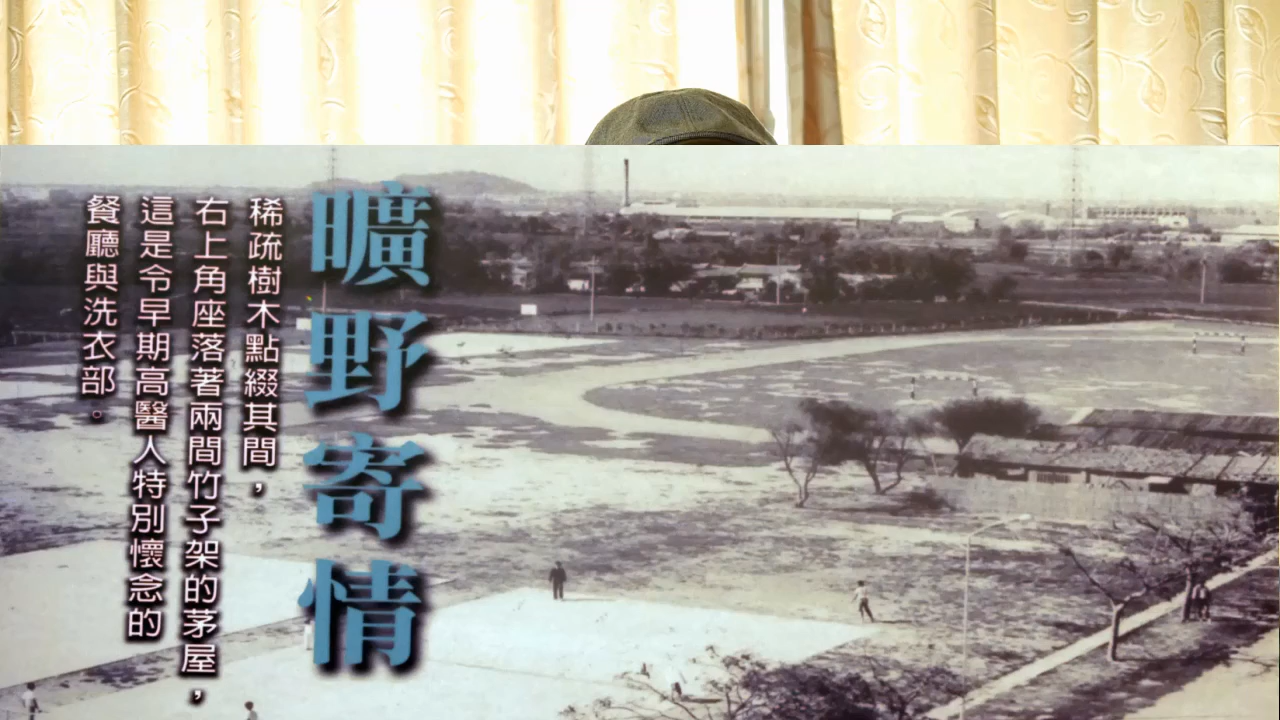 曠野寄情
稀疏樹木點綴其間，
右上角座落著兩間竹子架的茅屋，
這是令早期高醫人特別懷念的
餐廳與洗衣部。